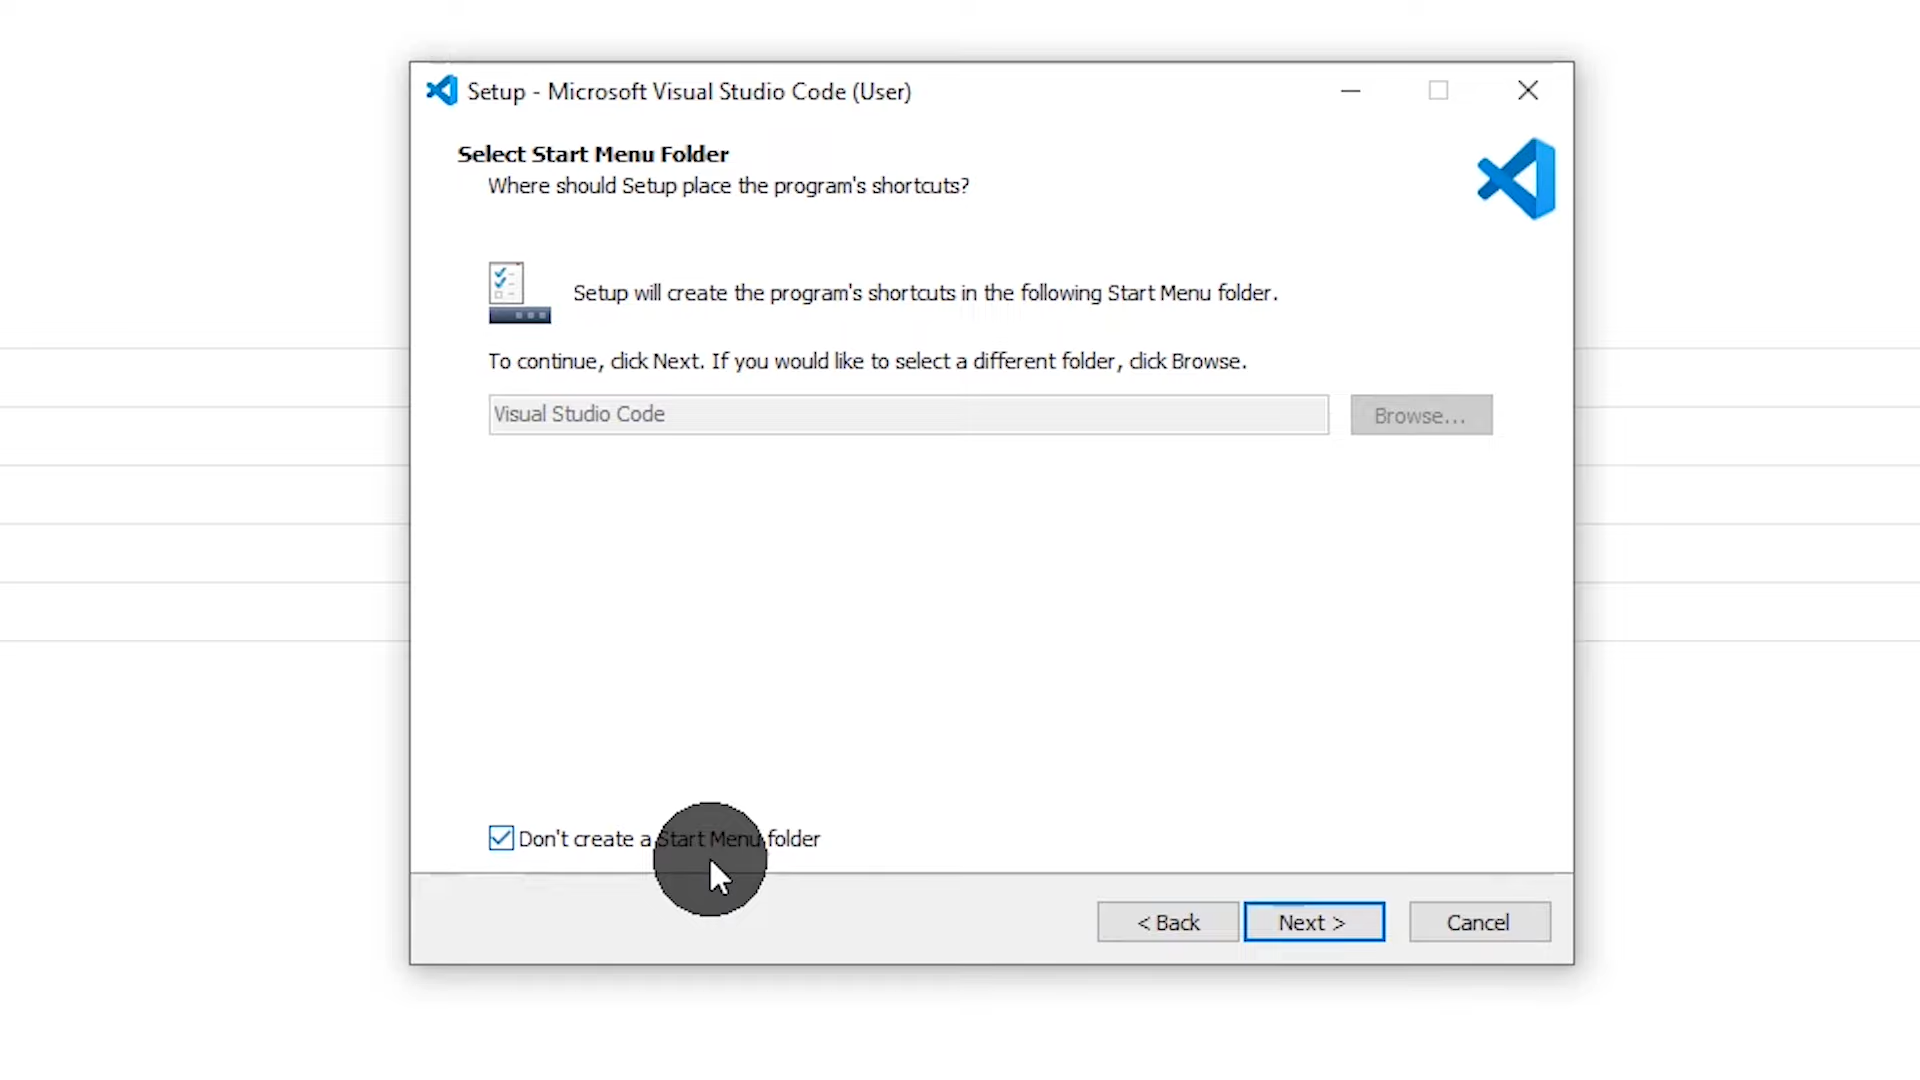 Setup - Microsoft Visual Studio Code (User)
Select Start Menu Folder
Where should Setup place the program's shortcuts?
Setup will create the program's shortcuts in the following Start Menu folder.
To continue, click Next. If you would like to select a different folder, click Browse.
Visual Studio Code
Browse...
Don't create a Start Menu folder
< Back
Next >
Cancel